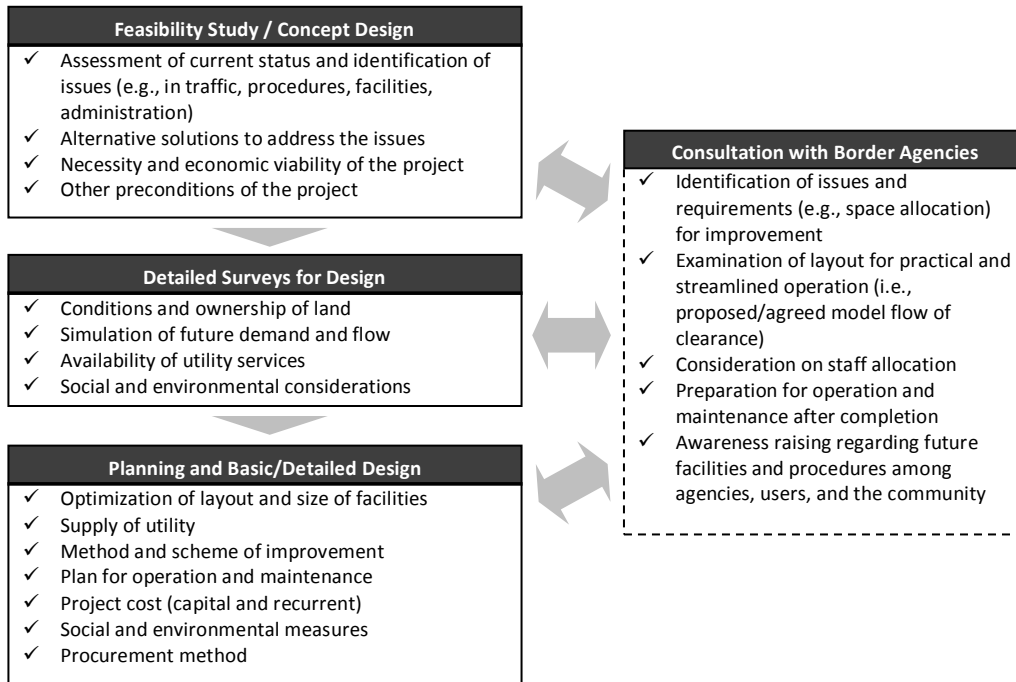 Feasibility Study / Concept Design
✓ Assessment of current status and identification of
issues (e.g., in traffic, procedures, facilities,
administration)
✓ Alternative solutions to address the issues
✓ Necessity and economic viability of the project
✓ Other preconditions of the project
Detailed Surveys for Design
✓ Conditions and ownership of land
✓ Simulation of future demand and flow
✓ Availability of utility services
✓ Social and environmental considerations
Planning and Basic/Detailed Design
✓ Optimization of layout and size of facilities
✓ Supply of utility
✓ Method and scheme of improvement
✓ Plan for operation and maintenance
✓ Project cost (capital and recurrent)
✓ Social and environmental measures
✓ Procurement method
Consultation with Border Agencies
✓ Identification of issues and
requirements (e.g., space allocation)
for improvement
✓ Examination of layout for practical and
streamlined operation (i.e.,
proposed/agreed model flow of
clearance)
✓ Consideration on staff allocation
✓ Preparation for operation and
maintenance after completion
✓ Awareness raising regarding future
facilities and procedures among
agencies, users, and the community